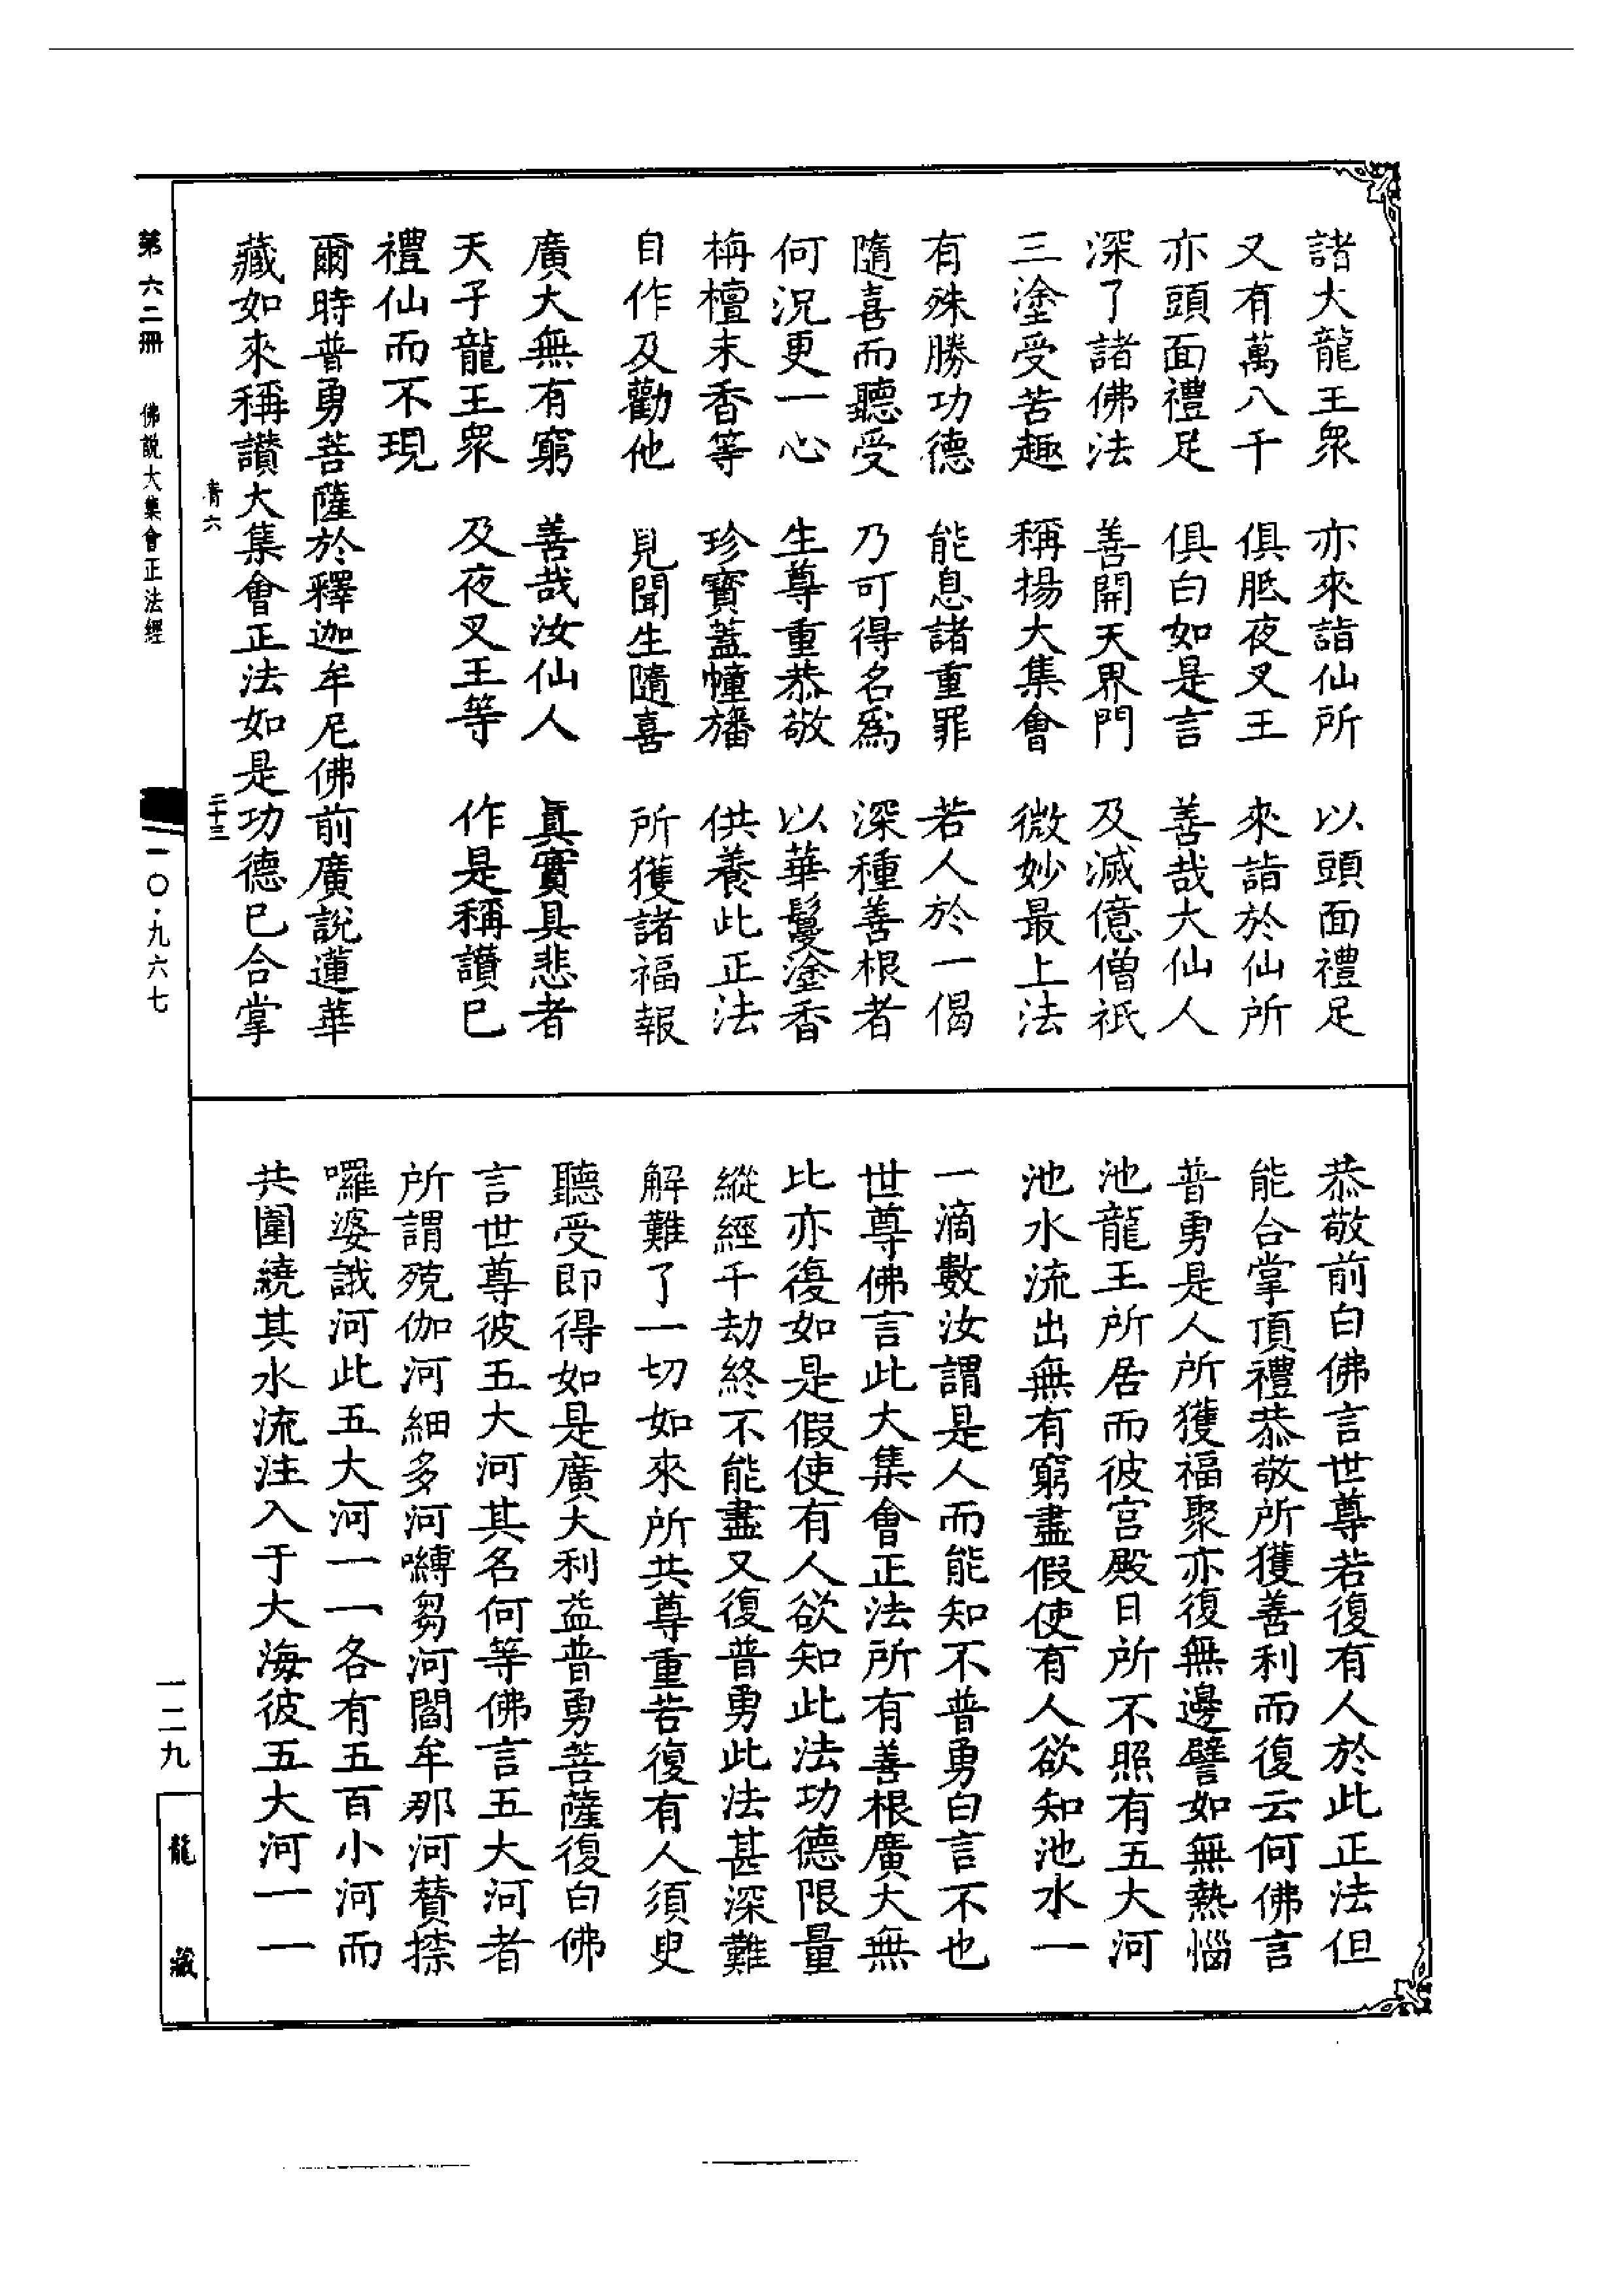 諸大龍王衆　亦來詣仙所　以頭面禮足
又有萬八千　俱胝夜叉王　來詣於仙所
亦頭面禮足　俱白如是言　善哉大仙人
深了諸佛法　善開天界門　及滅億僧祇
三塗受苦趣　稱揚大集會　微妙最上法
有殊勝功德　能息諸重罪　若人於一偈
隨喜而聽受　乃可得名爲　深種善根者
何況更一心　生尊重恭敬　以華鬘塗香
栴檀末香等　珍寳蓋幢旛　供養此正法
自作及勸他　見聞生隨喜　所獲諸福報
廣大無有窮　善哉汝仙人　眞實具悲者
天子龍王衆　及夜叉王等　作是稱讚已
禮仙而不現
爾時普勇菩薩於釋迦牟尼佛前廣說蓮華
藏如來稱讚大集會正法如是功德已合掌
青六　二十三
第六二冊　佛說大集會正法經　一〇·九六七
恭敬前白佛言世尊若復有人於此正法但
能合掌頂禮恭敬所獲善利而復云何佛言
普勇是人所獲福聚亦復無邊譬如無熱惱
池龍王所居而彼宮殿日所不照有五大河
池水流出無有窮盡假使有人欲知池水一
一滴數汝謂是人而能知不普勇白言不也
世尊佛言此大集會正法所有善根廣大無
比亦復如是假使有人欲知此法功德限量
縱經千劫終不能盡又復普勇此法甚深難
解難了一切如來所共尊重若復有人須臾
聽受即得如是廣大利益普勇菩薩復白佛
言世尊彼五大河其名何等佛言五大河者
所謂殑伽河細多河嚩芻河閻牟那河贊捺
囉婆誐河此五大河一一各有五百小河而
共圍繞其水流注入于大海彼五大河一一
一二九
龍藏